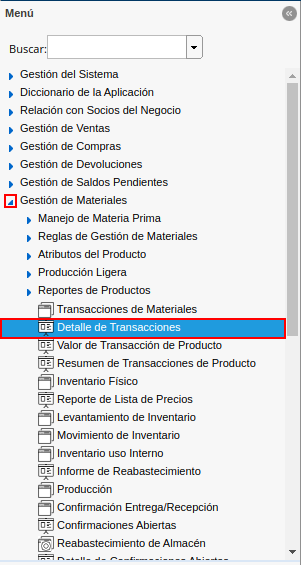 Menú
Buscar:
Gestión del Sistema
Diccionario de la Aplicación
Relación con Socios del Negocio
Gestión de Ventas
Gestión de Compras
Gestión de Devoluciones
Gestión de Saldos Pendientes
Gestión de Materiales
Manejo de Materia Prima
Reglas de Gestión de Materiales
Atributos del Producto
Producción Ligera
Reportes de Productos
Transacciones de Materiales
Detalle de Transacciones
Valor de Transacción de Producto
Resumen de Transacciones de Producto
Inventario Físico
Reporte de Lista de Precios
Levantamiento de Inventario
Movimiento de Inventario
Inventario uso Interno
Informe de Reabastecimiento
Producción
Confirmación Entrega/Recepción
Confirmaciones Abiertas
Reabastecimiento de Almacén
Detalle de Confirmaciones Abiertas